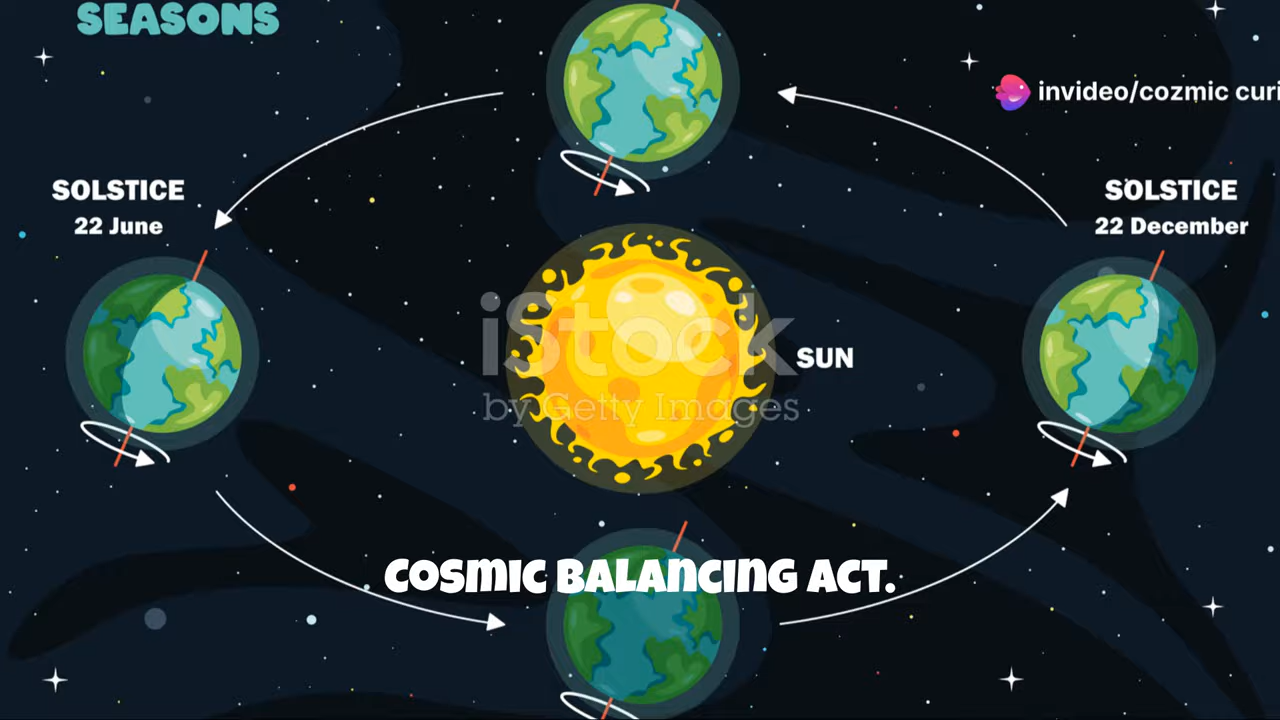 SEASONS
invideo/cozmic curi
SOLSTICE
22 June
SOLSTICE
22 December
iStock
by Getty Images
SUN
COSMIC BALANCING ACT.